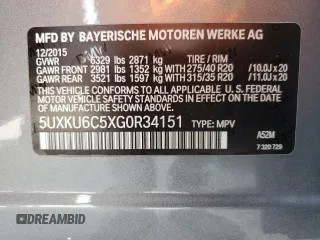 MFD BY BAYERISCHE MOTOREN WERKE AG
12/2015
GVWR 6329 lbs 2871 kg TIRE / RIM
GAWR FRONT 2981 lbs 1352 kg with 275/40 R20 /10.0J x 20
GAWR REAR 3521 lbs 1597 kg with 315/35 R20 /11.0J x 20
THIS VEHICLE CONFORMS TO ALL APPLICABLE U. S. FEDERAL
MOTOR VEHICLE SAFETY STANDARDS IN EFFECT ON THE DATE
OF MANUFACTURE SHOWN ABOVE.
5UXKU6C5XG0R34151 TYPE: MPV
A52M
7 320 729
DREAMBID